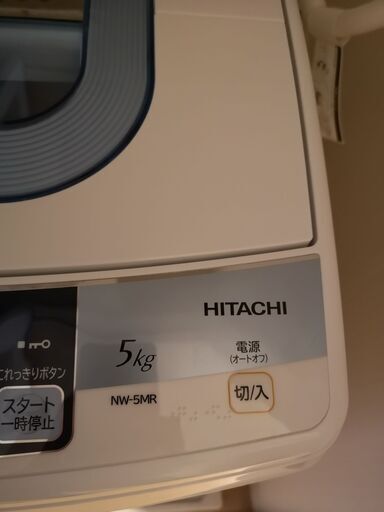 HITACHI
5kg
電源
(オートオフ)
これっきりボタン
NW-5MR
切/入
スタート
一時停止